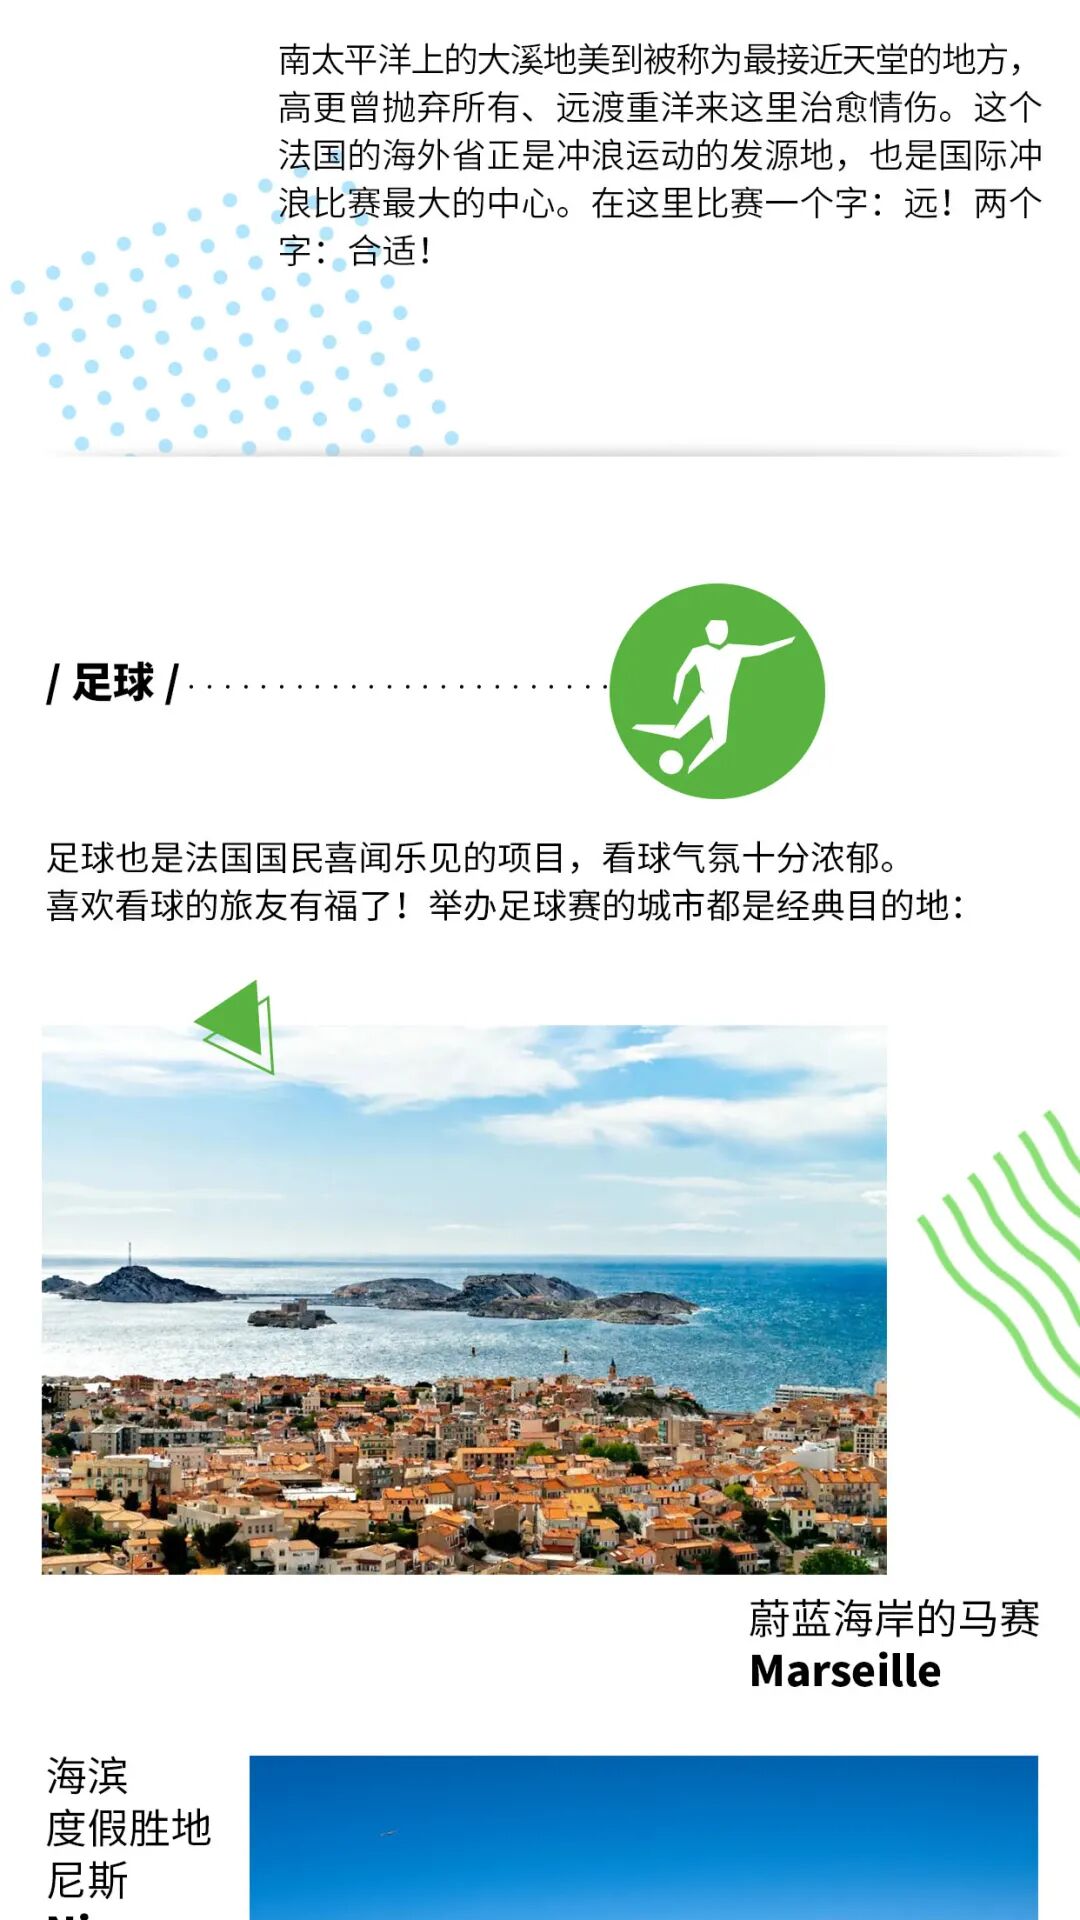 南太平洋上的大溪地美到被称为最接近天堂的地方，
高更曾抛弃所有、远渡重洋来这里治愈情伤。这个
法国的海外省正是冲浪运动的发源地，也是国际冲
浪比赛最大的中心。在这里比赛一个字：远！两个
字：合适！
/ 足球 /
足球也是法国国民喜闻乐见的项目，看球气氛十分浓郁。
喜欢看球的旅友有福了！举办足球赛的城市都是经典目的地：
蔚蓝海岸的马赛
Marseille
海滨
度假胜地
尼斯